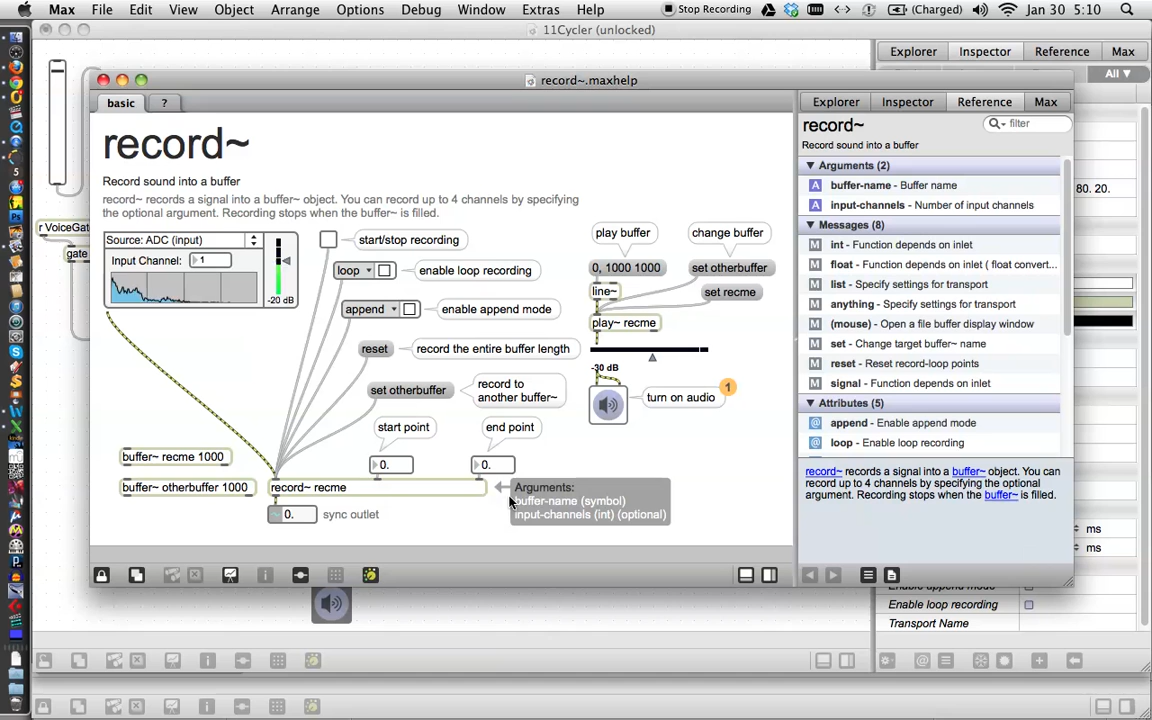 Max File Edit View Object Arrange Options Debug Window Extras Help Stop Recording (Charged) Jan 30 5:10
11Cycler (unlocked)
Explorer Inspector Reference Max
All ▼
record~.maxhelp
basic ?
Explorer Inspector Reference Max
record~
Record sound into a buffer
record~ records a signal into a buffer~ object. You can record up to 4 channels by specifying
the optional argument. Recording stops when the buffer~ is filled.
Source: ADC (input)
Input Channel: 1
-20 dB
start/stop recording
loop
enable loop recording
append
enable append mode
reset
record the entire buffer length
set otherbuffer
record to
another buffer~
start point
end point
0.
0.
buffer~ recme 1000
buffer~ otherbuffer 1000
record~ recme
0.
sync outlet
Arguments:
buffer-name (symbol)
input-channels (int) (optional)
play buffer
change buffer
0, 1000 1000
set otherbuffer
line~
set recme
play~ recme
-30 dB
turn on audio
1
r VoiceGat
gate
record~
filter
Record sound into a buffer
Arguments (2)
buffer-name - Buffer name
input-channels - Number of input channels
Messages (8)
int - Function depends on inlet
float - Function depends on inlet ( float convert...
list - Specify settings for transport
anything - Specify settings for transport
(mouse) - Open a file buffer display window
set - Change target buffer~ name
reset - Reset record-loop points
signal - Function depends on inlet
Attributes (5)
append - Enable append mode
loop - Enable loop recording
record~ records a signal into a buffer~ object. You can
record up to 4 channels by specifying the optional
argument. Recording stops when the buffer~ is filled.
80. 20.
ms
ms
Enable append mode
Enable loop recording
Transport Name